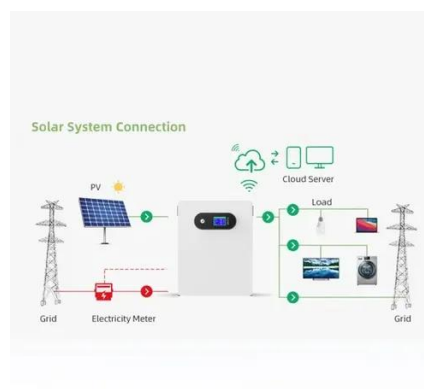 Solar System Connection
PV
Cloud Server
Load
Grid
Electricity Meter
Grid